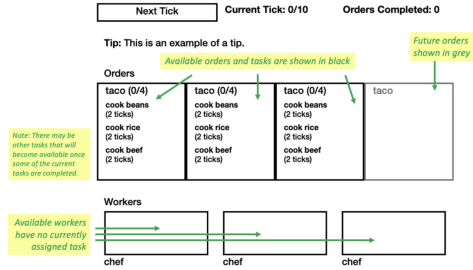 Next Tick
Current Tick: 0/10
Orders Completed: 0
Tip: This is an example of a tip.
Future orders
shown in grey
Available orders and tasks are shown in black
Orders
taco (0/4)
cook beans
(2 ticks)
cook rice
(2 ticks)
cook beef
(2 ticks)
taco (0/4)
cook beans
(2 ticks)
cook rice
(2 ticks)
cook beef
(2 ticks)
taco (0/4)
cook beans
(2 ticks)
cook rice
(2 ticks)
cook beef
(2 ticks)
taco
Note: There may be
other tasks that will
become available once
some of the current
tasks are completed.
Workers
Available workers
have no currently
assigned task
chef
chef
chef